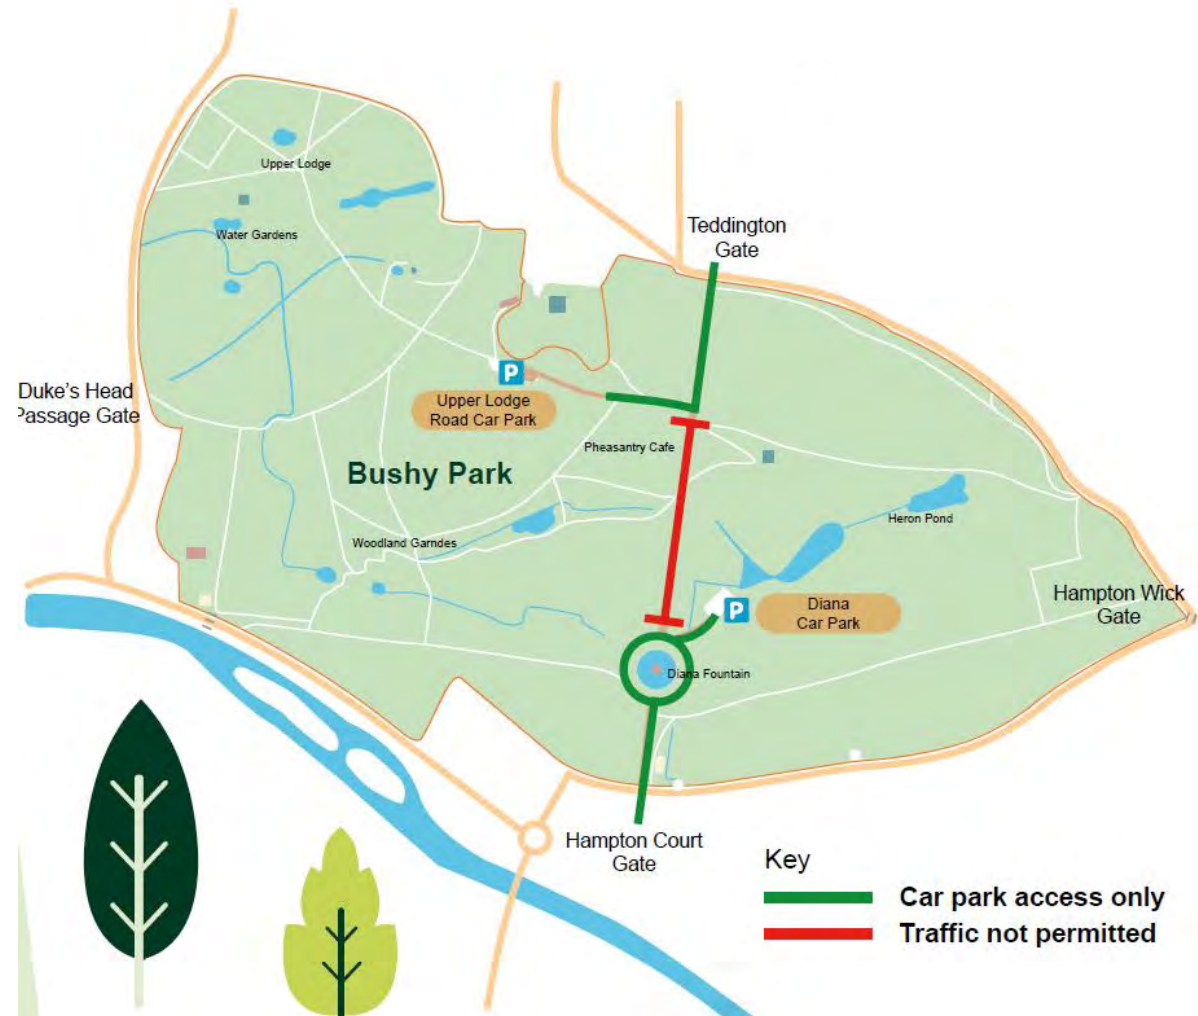 Upper Lodge
Water Gardens
Teddington
Gate
Duke's Head
Passage Gate
P
Upper Lodge
Road Car Park
Pheasantry Cafe
Bushy Park
Heron Pond
Woodland Garndes
Hampton Wick
Gate
P
Diana
Car Park
Diana Fountain
Hampton Court
Gate
Key
Car park access only
Traffic not permitted